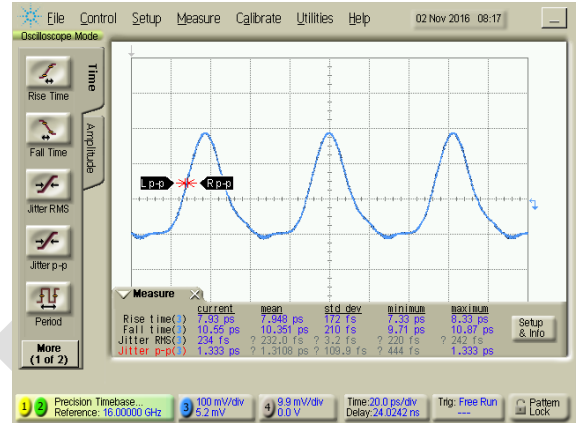 File Control Setup Measure Calibrate Utilities Help 02 Nov 2016 08:17
Oscilloscope Mode
Time
Amplitude
Rise Time
Fall Time
Jitter RMS
Jitter p-p
Period
More
(1 of 2)
L p-p R p-p
Measure
current mean std dev minimum maximum
Rise time(3) 7.93 ps 7.948 ps 172 fs 7.33 ps 8.33 ps
Fall time(3) 10.55 ps 10.351 ps 210 fs 9.71 ps 10.87 ps
Jitter RMS(3) 234 fs ? 232.0 fs ? 3.2 fs ? 220 fs ? 242 fs
Jitter p-p(3) 1.333 ps ? 1.3108 ps ? 109.9 fs ? 444 fs 1.333 ps
Setup
& Info
1 2 Precision Timebase...
Reference: 16.00000 GHz
3 100 mV/div
5.2 mV
4 9.9 mV/div
0.0 V
Time:20.0 ps/div
Delay:24.0242 ns
Trig: Free Run
---
Pattern
Lock